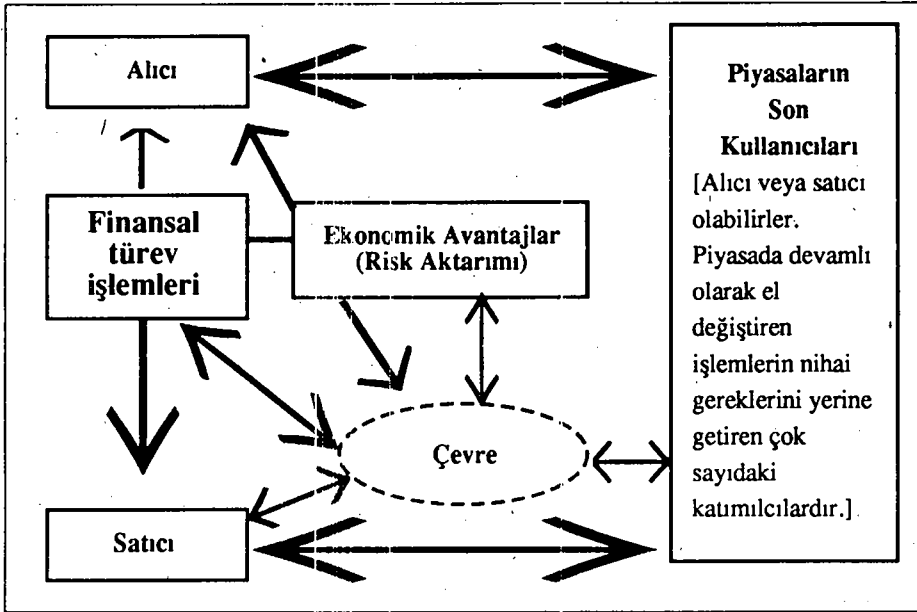 Alıcı
Finansal
türev
işlemleri
Ekonomik Avantajlar
(Risk Aktarımı)
Çevre
Satıcı
Piyasaların
Son
Kullanıcıları
[Alıcı veya satıcı
olabilirler.
Piyasada devamlı
olarak el
değiştiren
işlemlerin nihai
gereklerini yerine
getiren çok
sayıdaki
katımılcılardır.]